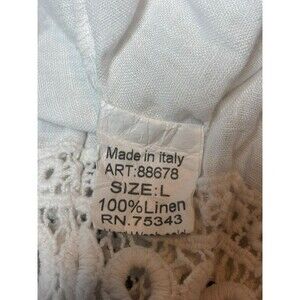 Made in Italy
ART:88678
SIZE:L
100%Linen
RN.75343